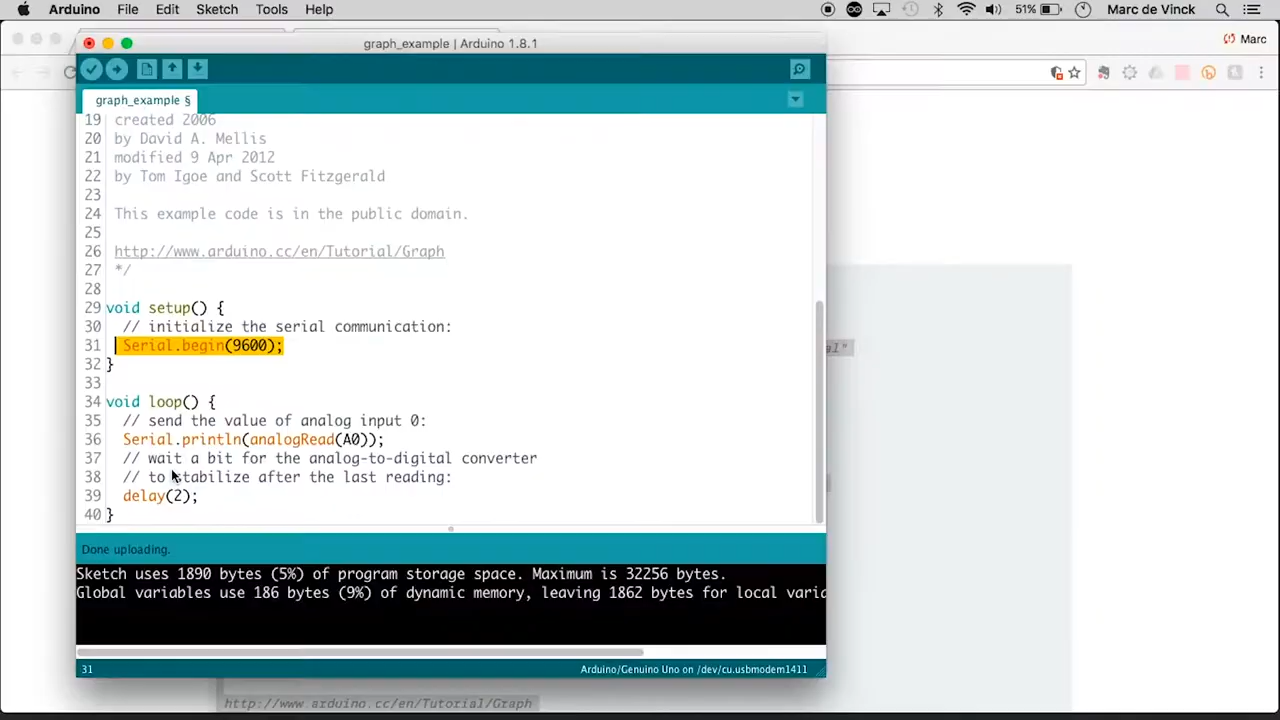 Arduino File Edit Sketch Tools Help 51% Marc de Vinck
graph_example | Arduino 1.8.1
Marc
graph_example §
19 created 2006
20 by David A. Mellis
21 modified 9 Apr 2012
22 by Tom Igoe and Scott Fitzgerald
23
24 This example code is in the public domain.
25
26 http://www.arduino.cc/en/Tutorial/Graph
27 */
28
29 void setup() {
30 // initialize the serial communication:
31 Serial.begin(9600);
32 }
33
34 void loop() {
35 // send the value of analog input 0:
36 Serial.println(analogRead(A0));
37 // wait a bit for the analog-to-digital converter
38 // to stabilize after the last reading:
39 delay(2);
40 }
al"
Done uploading.
Sketch uses 1890 bytes (5%) of program storage space. Maximum is 32256 bytes.
Global variables use 186 bytes (9%) of dynamic memory, leaving 1862 bytes for local varia
31 Arduino/Genuino Uno on /dev/cu.usbmodem1411
http://www.arduino.cc/en/Tutorial/Graph